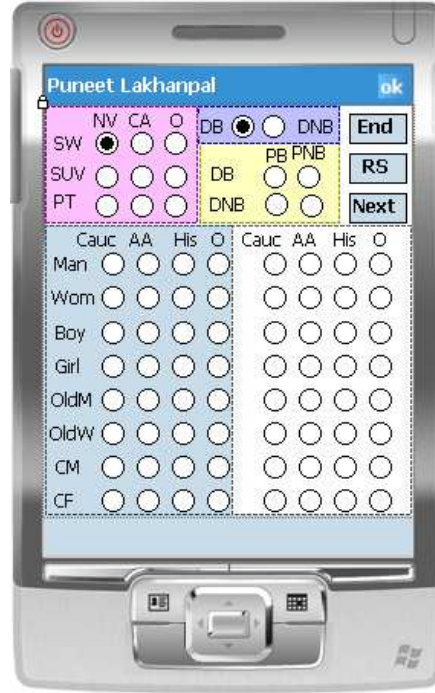 Puneet Lakhanpal ok
NV CA O
SW
SUV
PT
DB DNB
PB PNB
DB
DNB
End
RS
Next
Cauc AA His O Cauc AA His O
Man
Wom
Boy
Girl
OldM
OldW
CM
CF